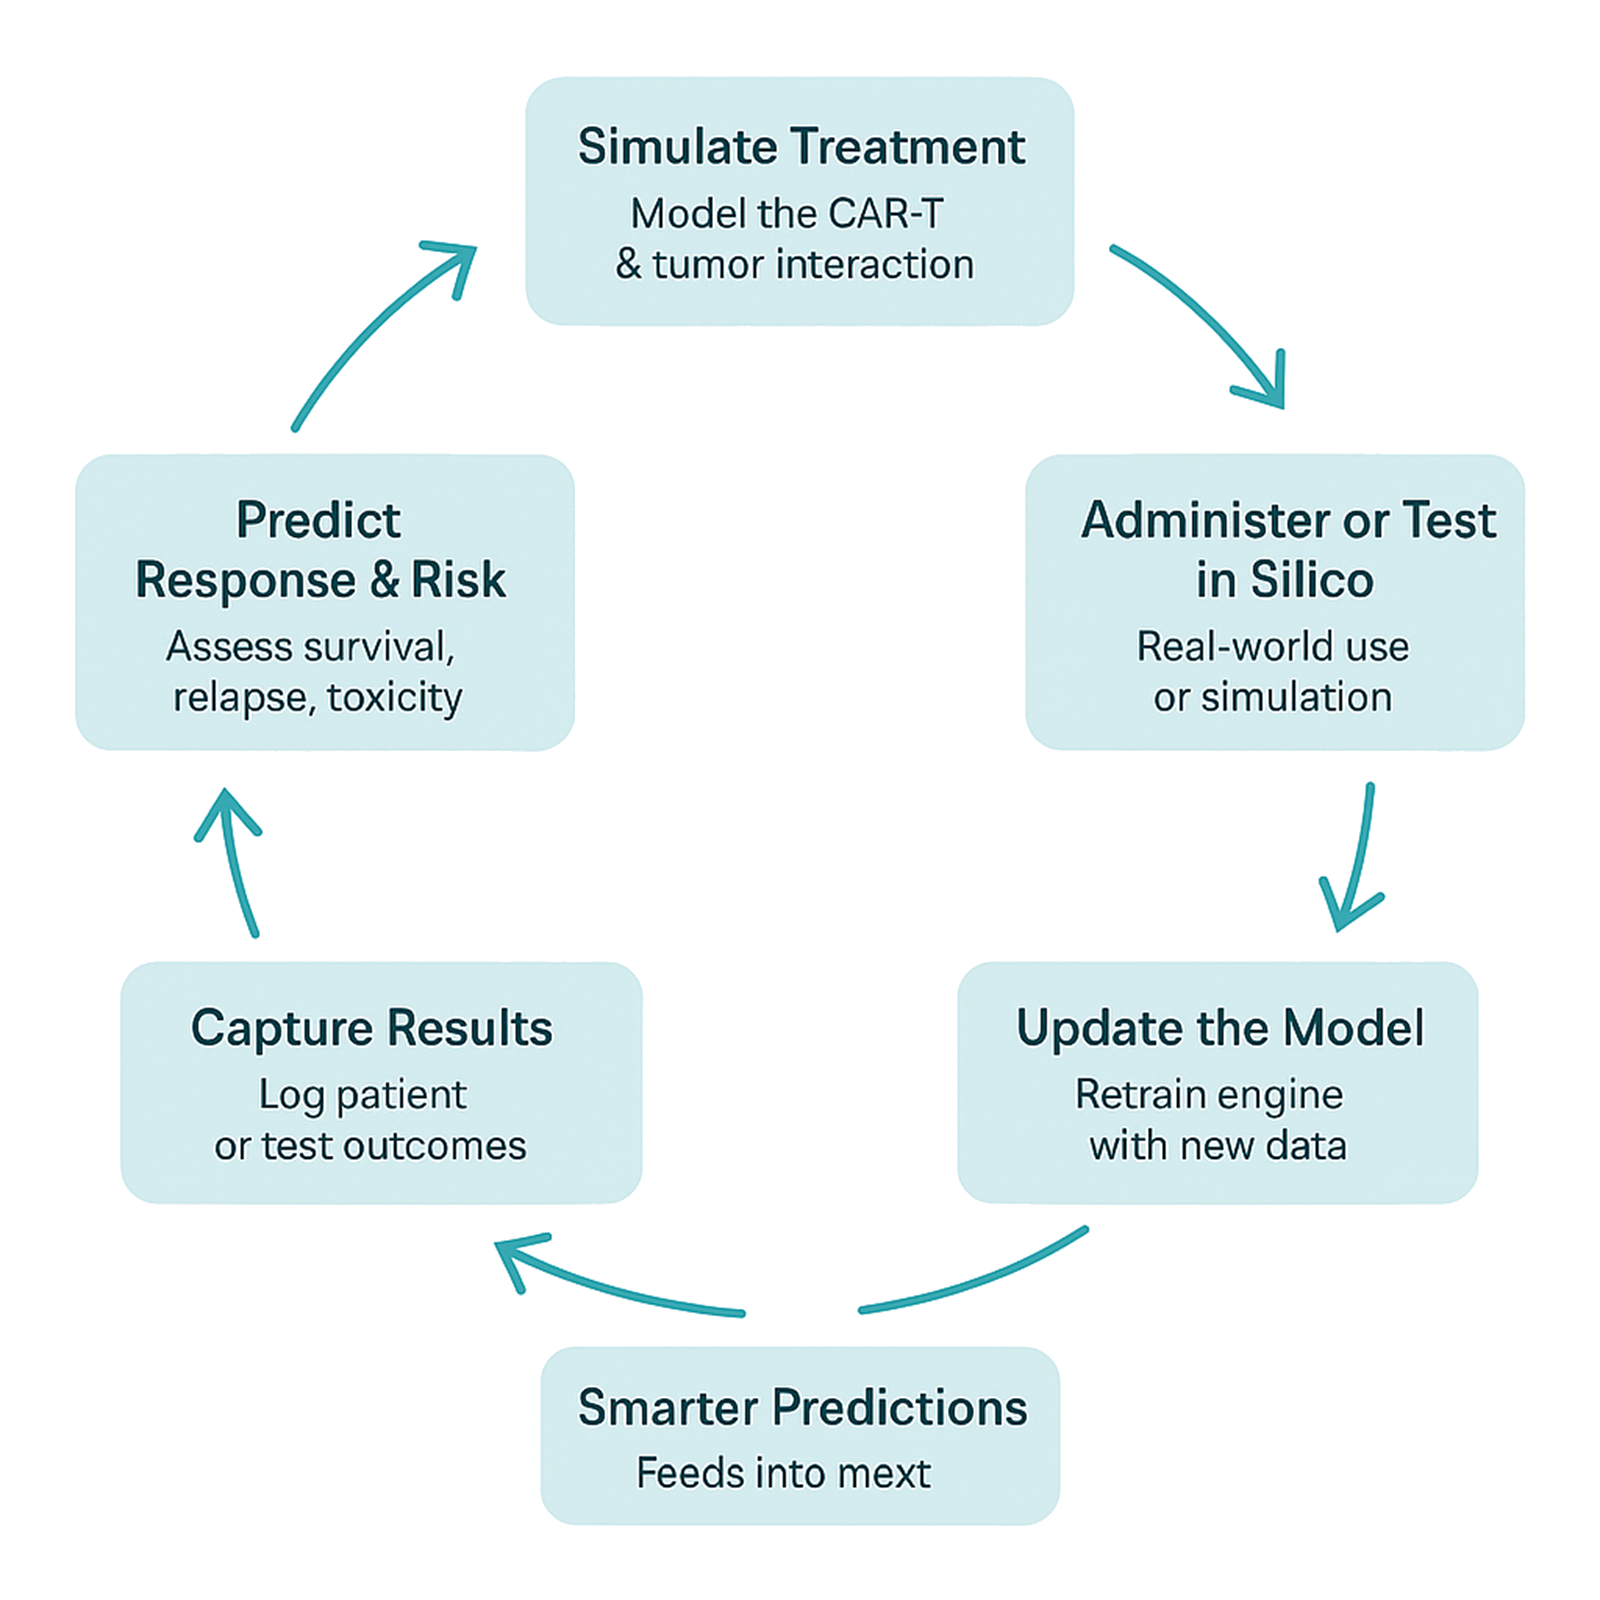 Simulate Treatment
Model the CAR-T
& tumor interaction
Administer or Test
in Silico
Real-world use
or simulation
Update the Model
Retrain engine
with new data
Smarter Predictions
Feeds into mext
Capture Results
Log patient
or test outcomes
Predict
Response & Risk
Assess survival,
relapse, toxicity